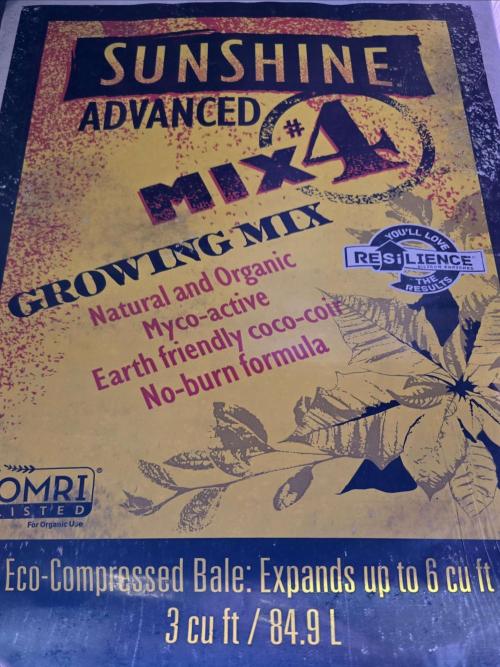 SUNSHINE
ADVANCED
MIX #4
GROWING MIX
YOU'LL LOVE
RESiLIENCE
SILICON ENRICHED
THE RESULTS
Natural and Organic
Myco-active
Earth friendly coco-coir
No-burn formula
OMRI
LISTED
For Organic Use
Eco-Compressed Bale: Expands up to 6 cu ft
3 cu ft / 84.9 L